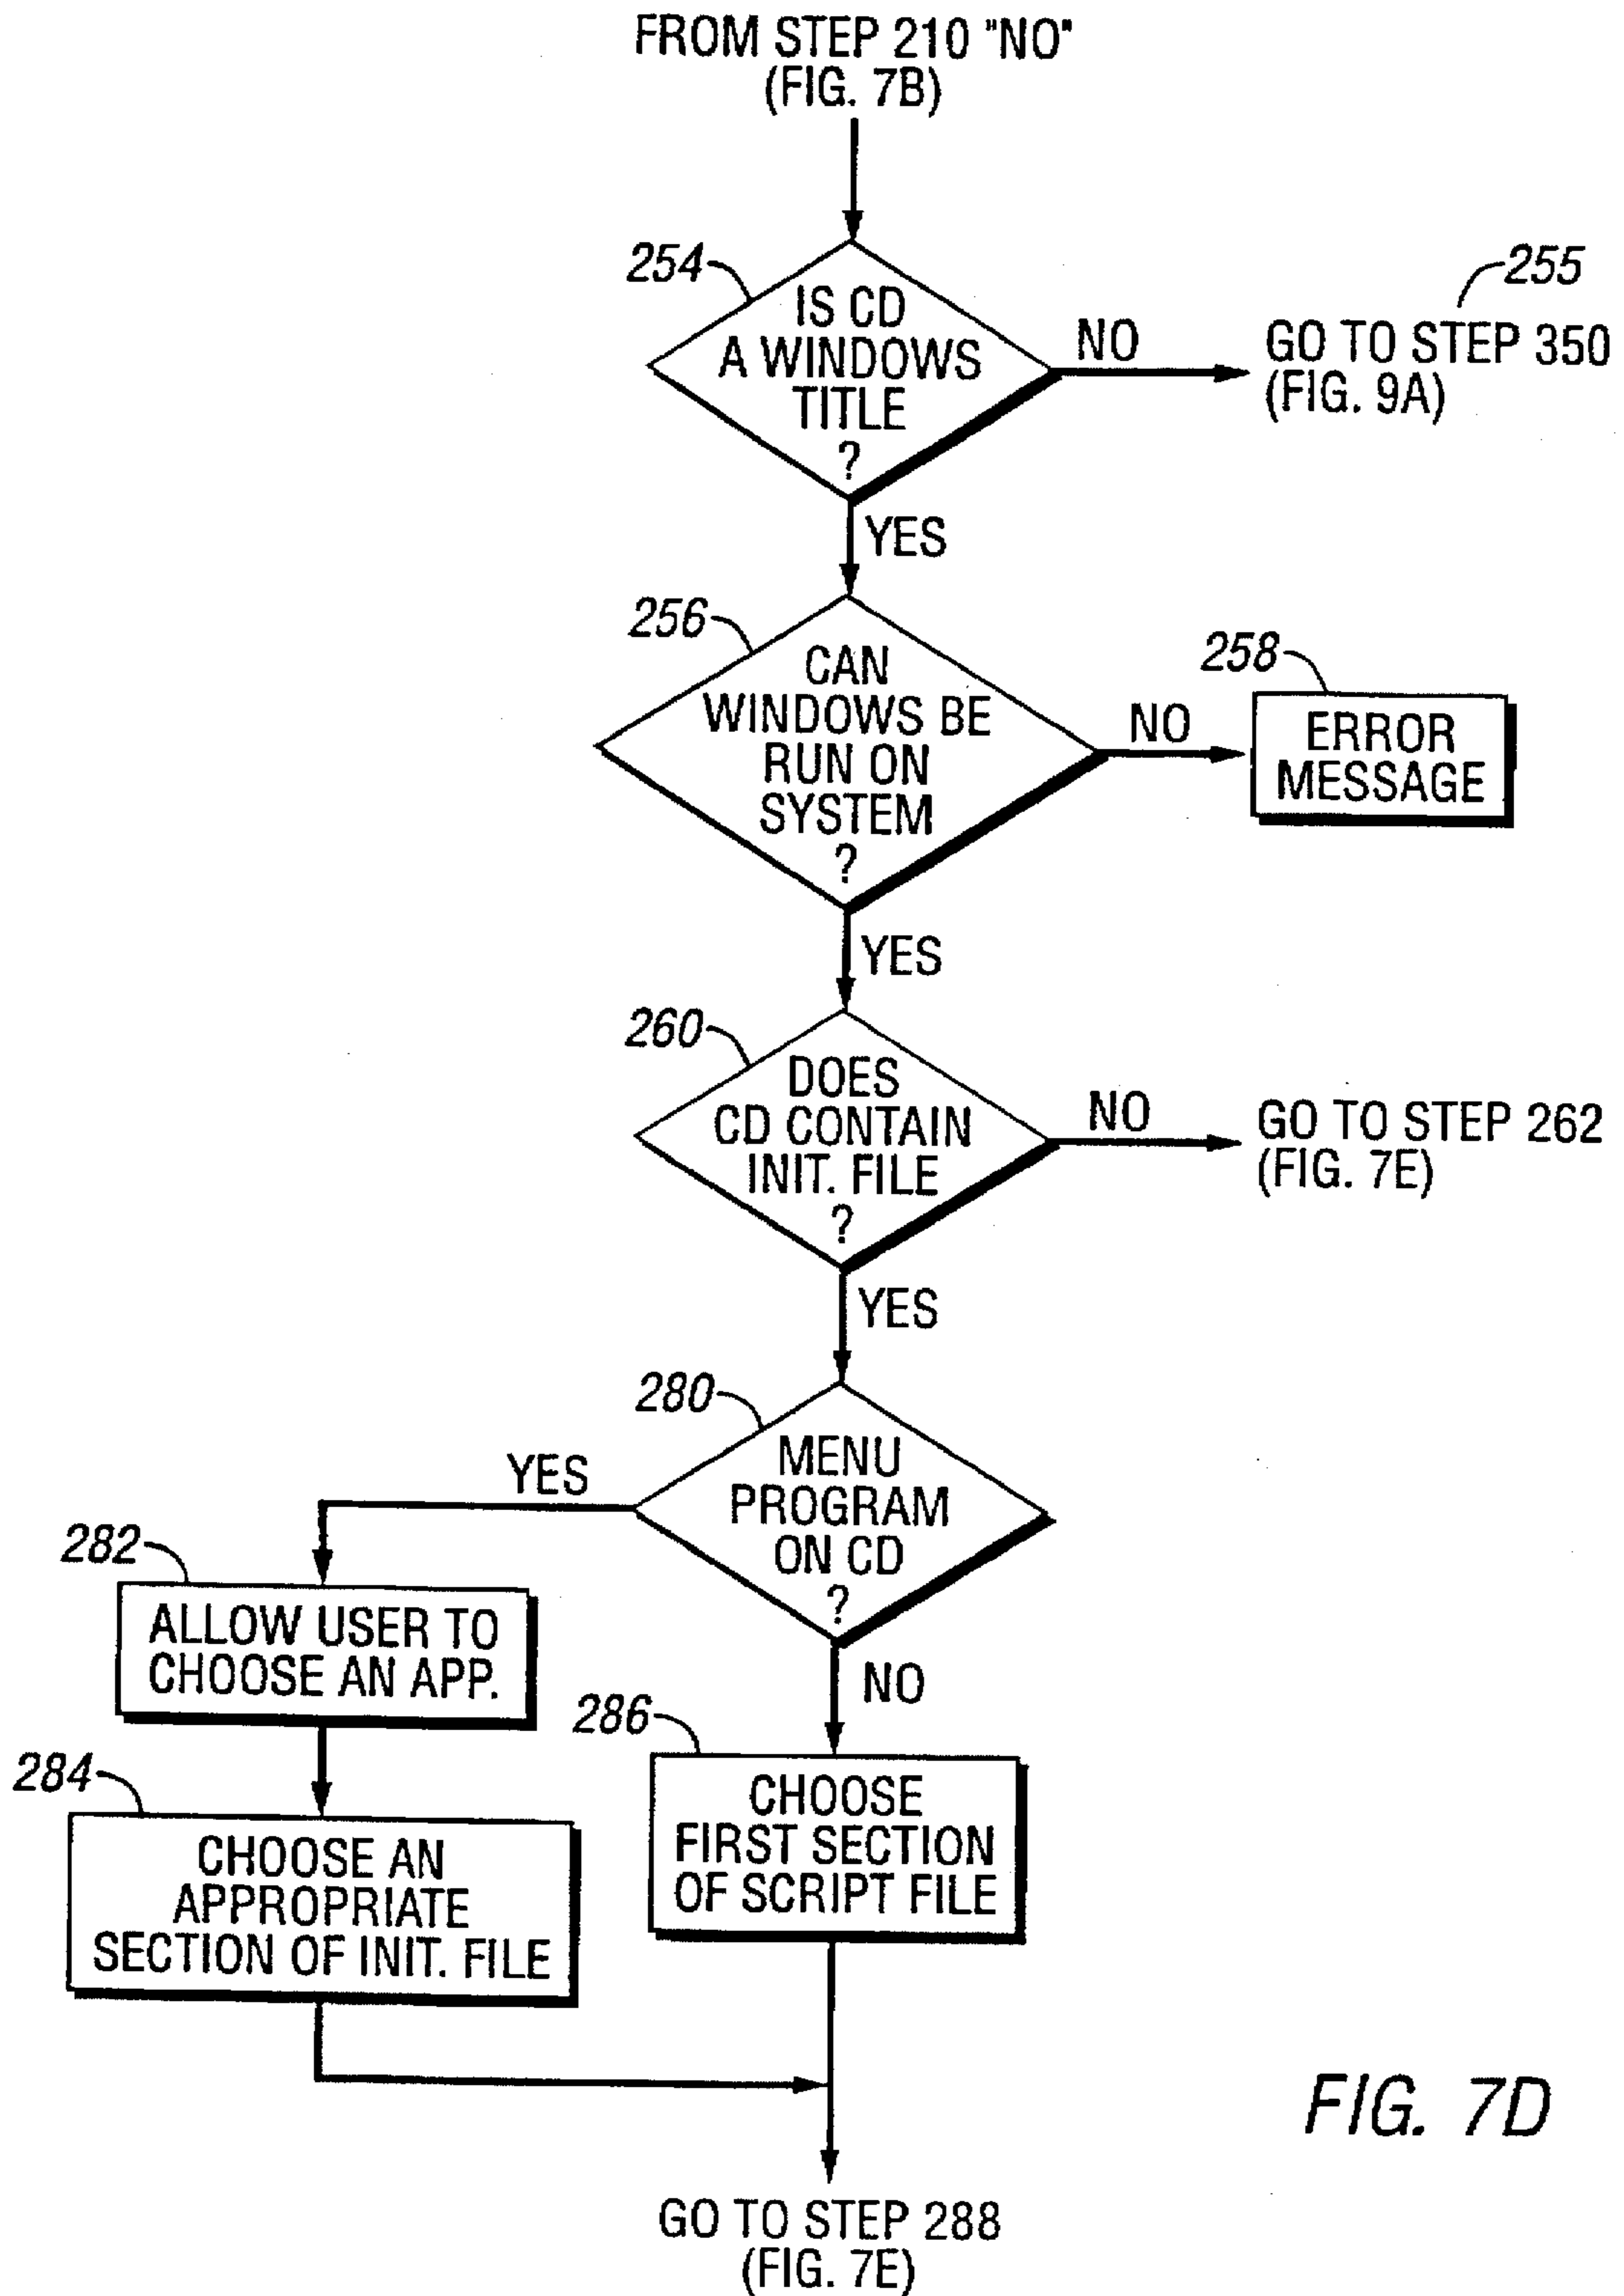 FROM STEP 210 "NO"
(FIG. 7B)
254
IS CD
A WINDOWS
TITLE
?
NO
255
GO TO STEP 350
(FIG. 9A)
YES
256
CAN
WINDOWS BE
RUN ON
SYSTEM
?
NO
258
ERROR
MESSAGE
YES
260
DOES
CD CONTAIN
INIT. FILE
?
NO
GO TO STEP 262
(FIG. 7E)
YES
280
MENU
PROGRAM
ON CD
?
YES
282
ALLOW USER TO
CHOOSE AN APP.
284
CHOOSE AN
APPROPRIATE
SECTION OF INIT. FILE
NO
286
CHOOSE
FIRST SECTION
OF SCRIPT FILE
GO TO STEP 288
(FIG. 7E)
FIG. 7D